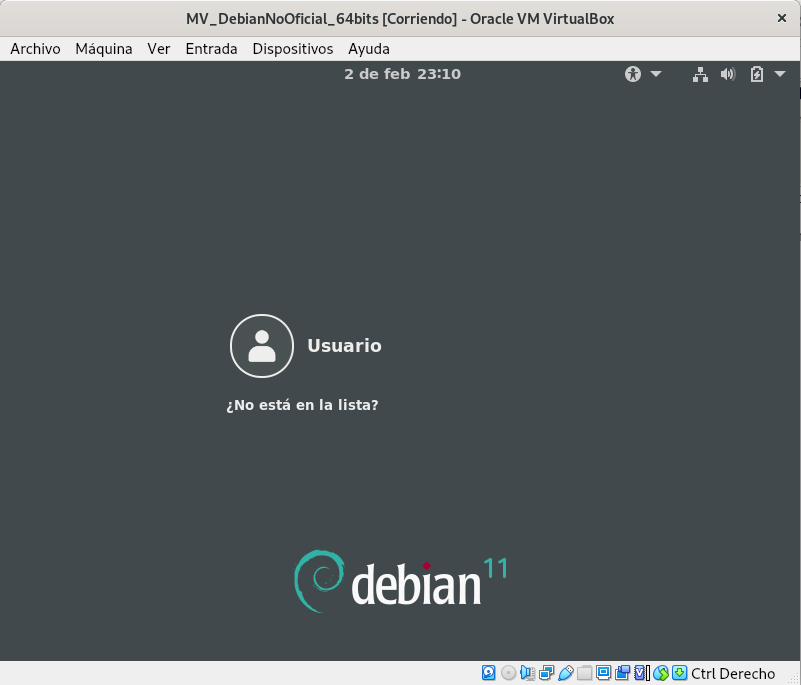 MV_DebianNoOficial_64bits [Corriendo] - Oracle VM VirtualBox
Archivo Máquina Ver Entrada Dispositivos Ayuda
2 de feb 23:10
Usuario
¿No está en la lista?
debian 11
Ctrl Derecho